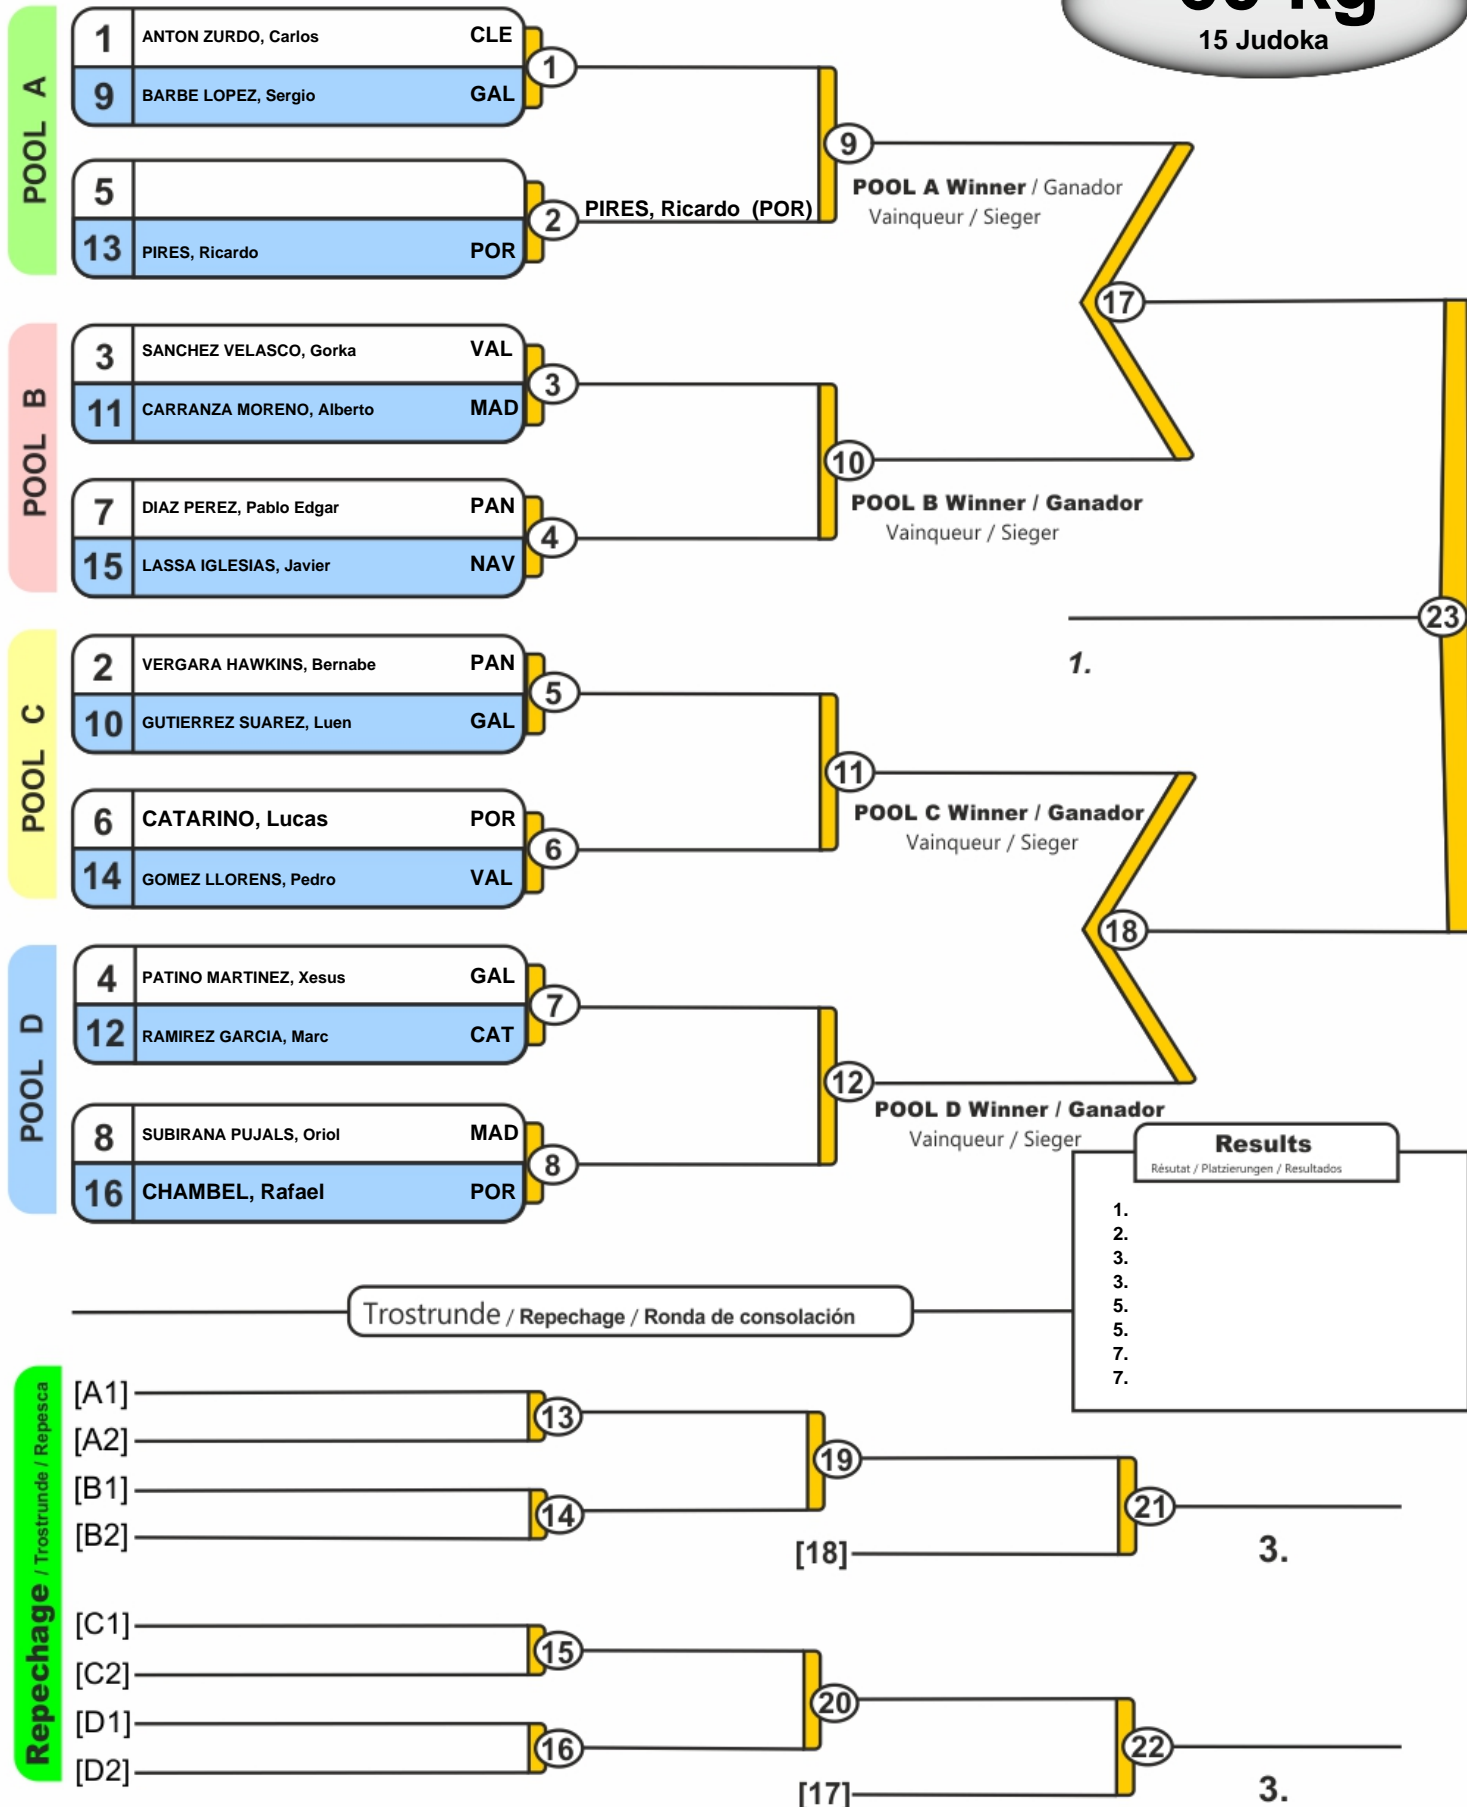 kg
15 Judoka
POOL A
1 ANTON ZURDO, Carlos CLE
9 BARBE LOPEZ, Sergio GAL
1
5
13 PIRES, Ricardo POR
2
PIRES, Ricardo (POR)
9
POOL A Winner / Ganador
Vainqueur / Sieger
POOL B
3 SANCHEZ VELASCO, Gorka VAL
11 CARRANZA MORENO, Alberto MAD
3
7 DIAZ PEREZ, Pablo Edgar PAN
15 LASSA IGLESIAS, Javier NAV
4
10
POOL B Winner / Ganador
Vainqueur / Sieger
17
23
1.
POOL C
2 VERGARA HAWKINS, Bernabe PAN
10 GUTIERREZ SUAREZ, Luen GAL
5
6 CATARINO, Lucas POR
14 GOMEZ LLORENS, Pedro VAL
6
11
POOL C Winner / Ganador
Vainqueur / Sieger
18
POOL D
4 PATINO MARTINEZ, Xesus GAL
12 RAMIREZ GARCIA, Marc CAT
7
8 SUBIRANA PUJALS, Oriol MAD
16 CHAMBEL, Rafael POR
8
12
POOL D Winner / Ganador
Vainqueur / Sieger
Results
Résutat / Platzierungen / Resultados
1.
2.
3.
3.
5.
5.
7.
7.
Trostrunde / Repechage / Ronda de consolación
Repechage / Trostrunde / Repesca
[A1]
[A2]
13
[B1]
[B2]
14
19
[18]
21
3.
[C1]
[C2]
15
[D1]
[D2]
16
20
[17]
22
3.